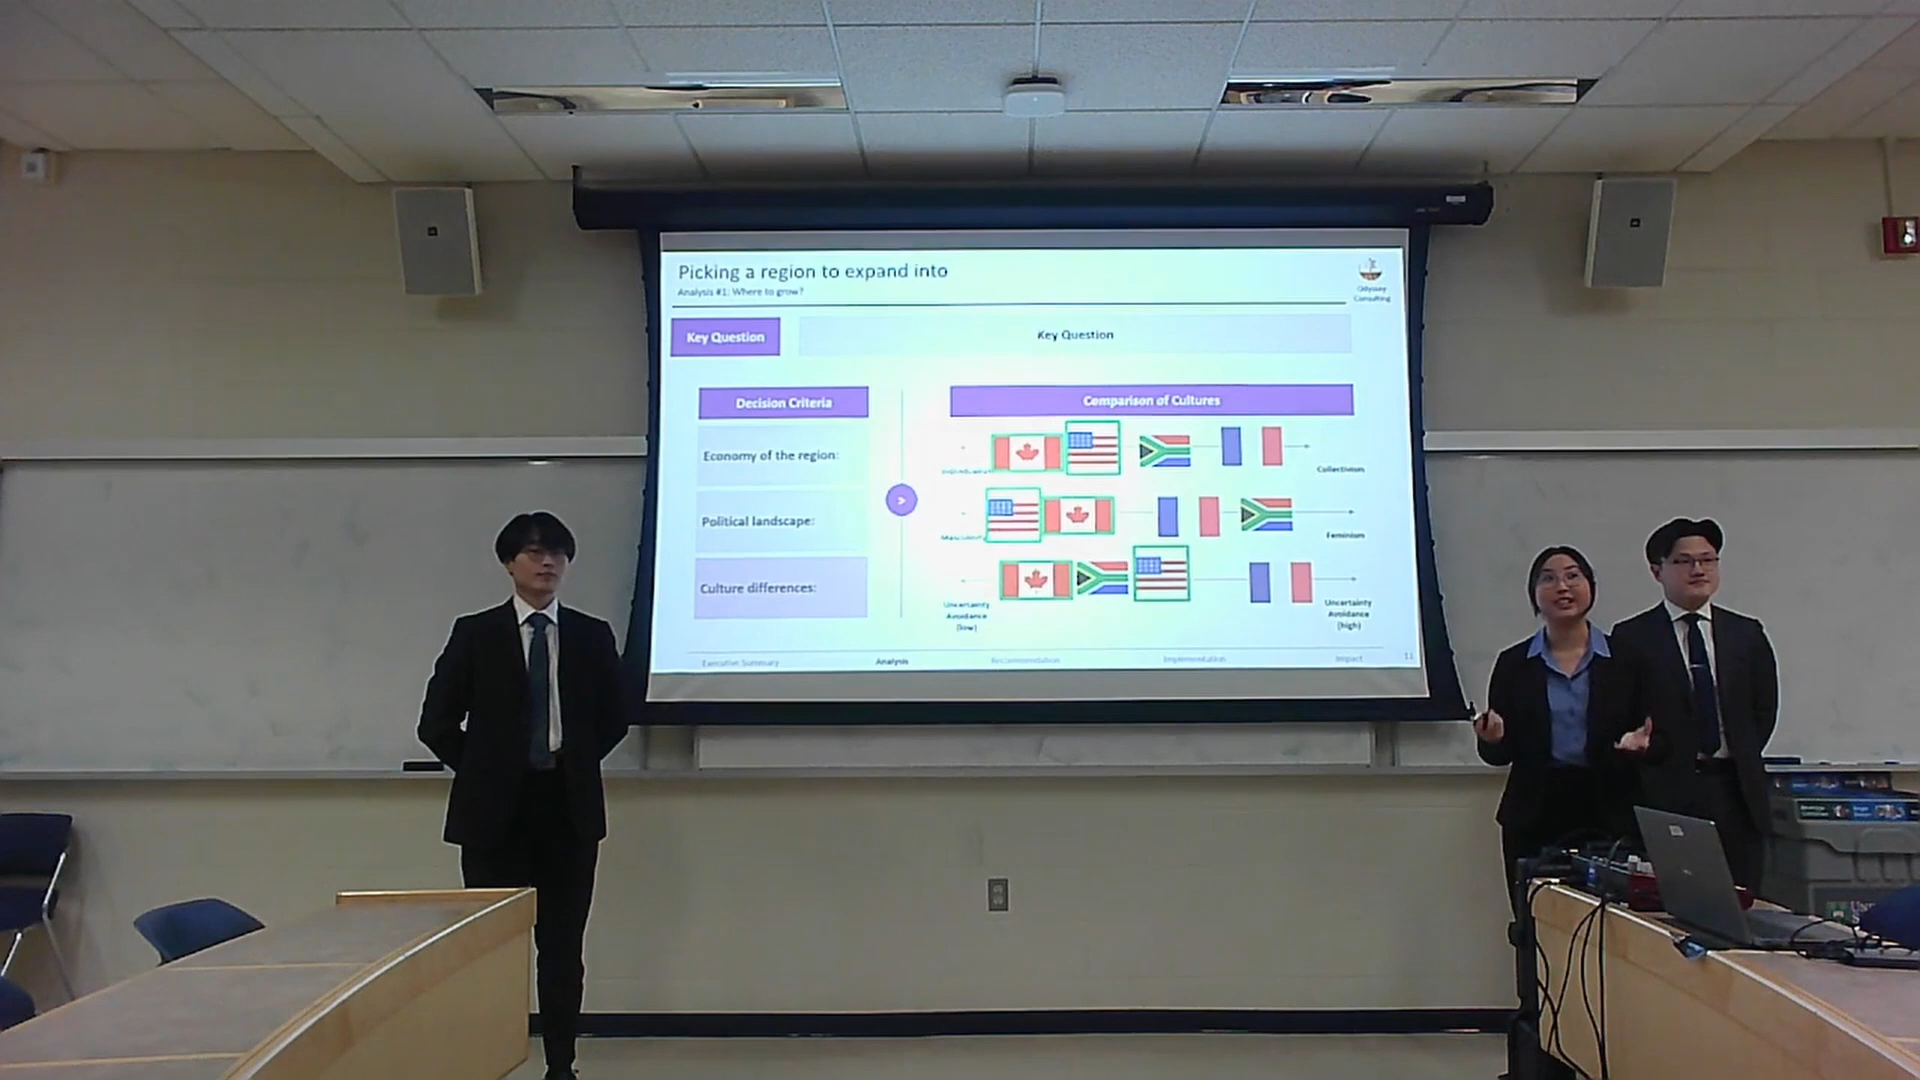 Picking a region to expand into
Analysis #1: Where to grow?
Odyssey
Consulting
Key Question
Key Question
Decision Criteria
Comparison of Cultures
Economy of the region:
Political landscape:
Culture differences:
Collectivism
Feminism
Uncertainty
Avoidance
(low)
Uncertainty
Avoidance
(high)
Executive Summary
Analysis
Recommendation
Implementation
Impact